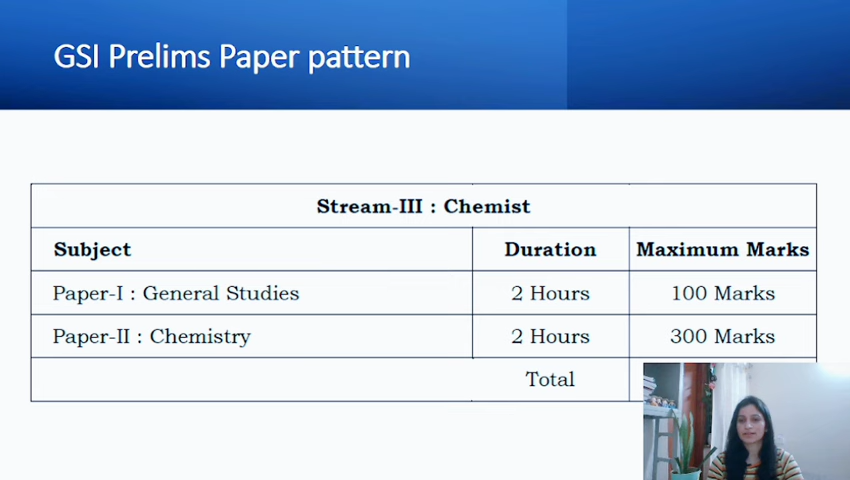 GSI Prelims Paper pattern
Stream-III : Chemist
Subject Duration Maximum Marks
Paper-I : General Studies 2 Hours 100 Marks
Paper-II : Chemistry 2 Hours 300 Marks
Total